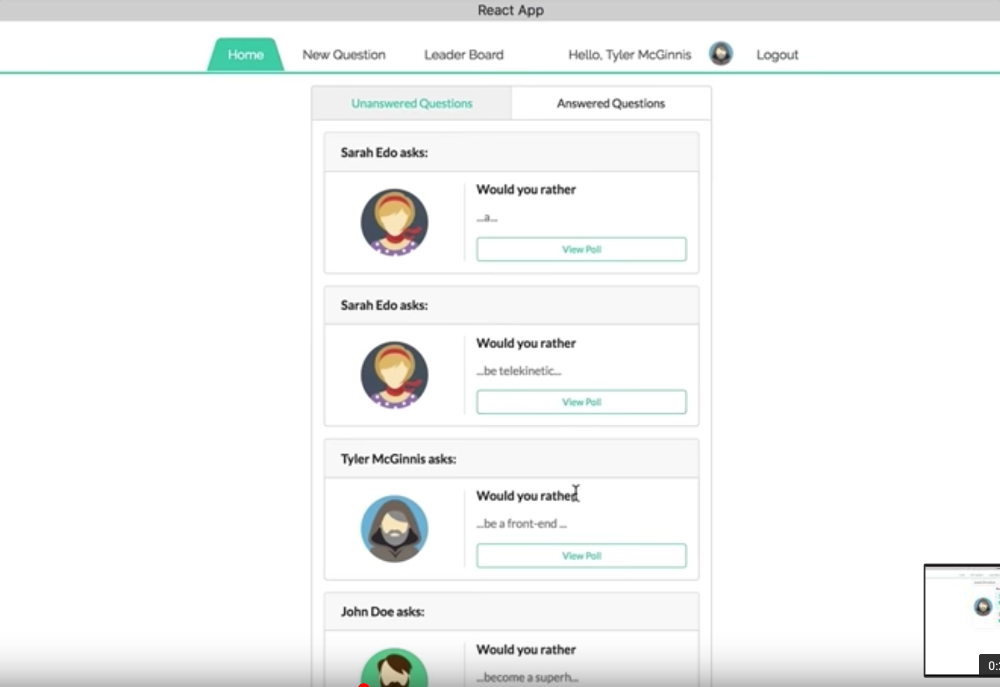 React App
Home New Question Leader Board Hello, Tyler McGinnis Logout
Unanswered Questions Answered Questions
Sarah Edo asks:
Would you rather
...a...
View Poll
Sarah Edo asks:
Would you rather
...be telekinetic...
View Poll
Tyler McGinnis asks:
Would you rather
...be a front-end ...
View Poll
John Doe asks:
Would you rather
...become a superh...